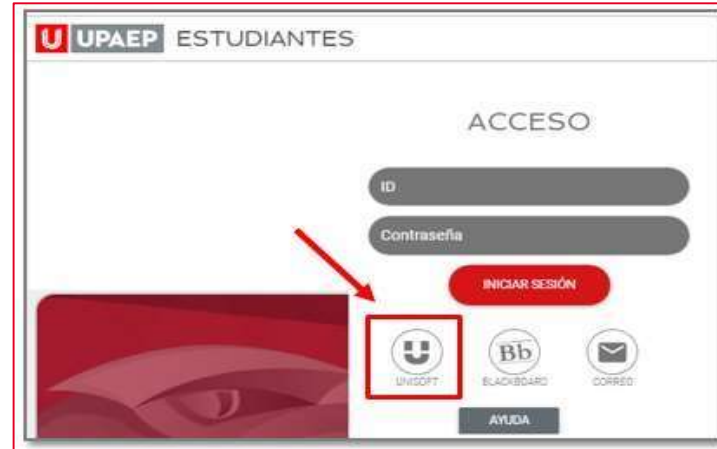 U UPAEP ESTUDIANTES
ACCESO
ID
Contraseña
INICIAR SESIÓN
Bb
UNISOFT BLACKBOARD CORREO
AYUDA